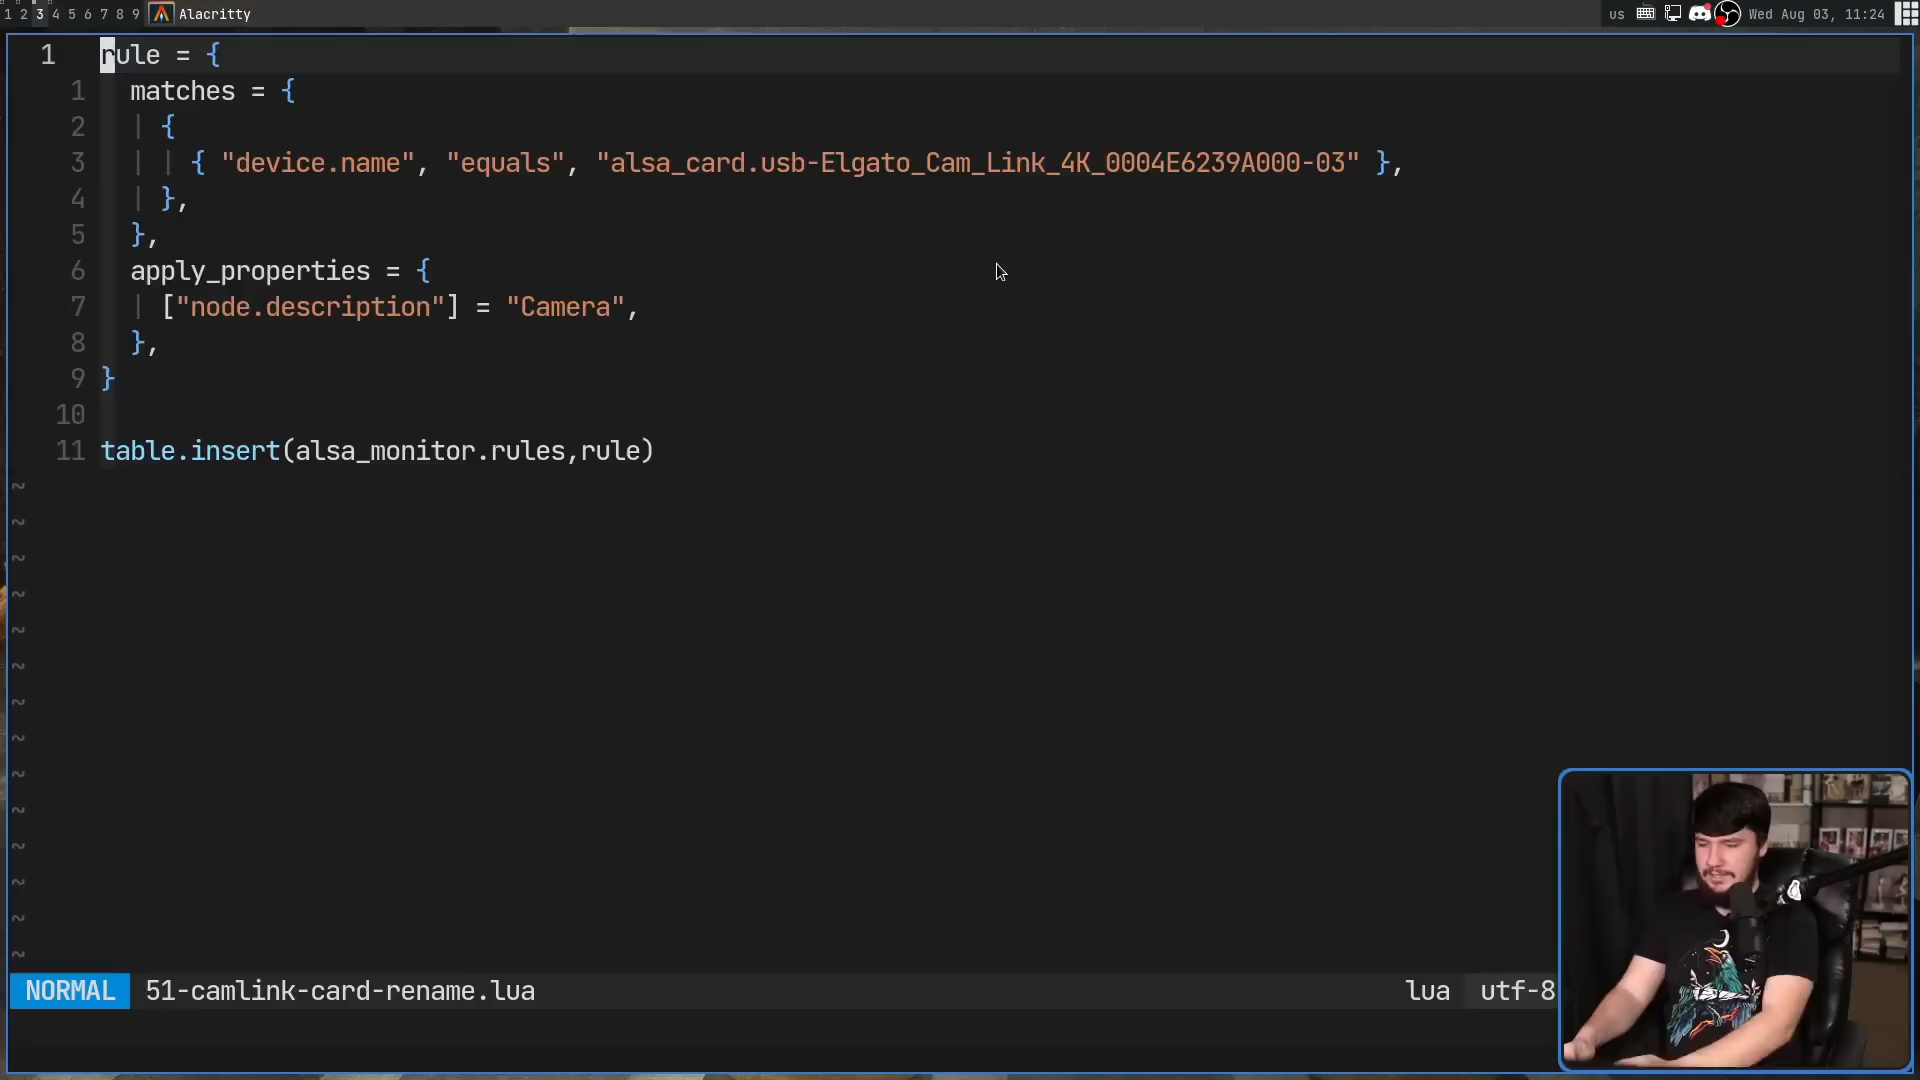 1 2 3 4 5 6 7 8 9 Alacritty us Wed Aug 03, 11:24
1 rule = {
1 matches = {
2 {
3 { "device.name", "equals", "alsa_card.usb-Elgato_Cam_Link_4K_0004E6239A000-03" },
4 },
5 },
6 apply_properties = {
7 ["node.description"] = "Camera",
8 },
9 }
10
11 table.insert(alsa_monitor.rules,rule)
~
~
~
~
~
~
~
~
~
~
~
~
~
~
NORMAL 51-camlink-card-rename.lua lua utf-8